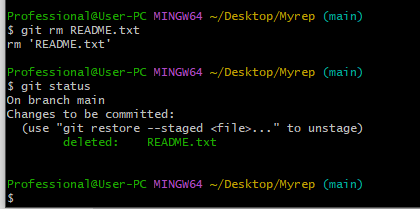 Professional@User-PC MINGW64 ~/Desktop/Myrep (main)
$ git rm README.txt
rm 'README.txt'
Professional@User-PC MINGW64 ~/Desktop/Myrep (main)
$ git status
On branch main
Changes to be committed:
  (use "git restore --staged <file>..." to unstage)
        deleted:    README.txt
Professional@User-PC MINGW64 ~/Desktop/Myrep (main)
$